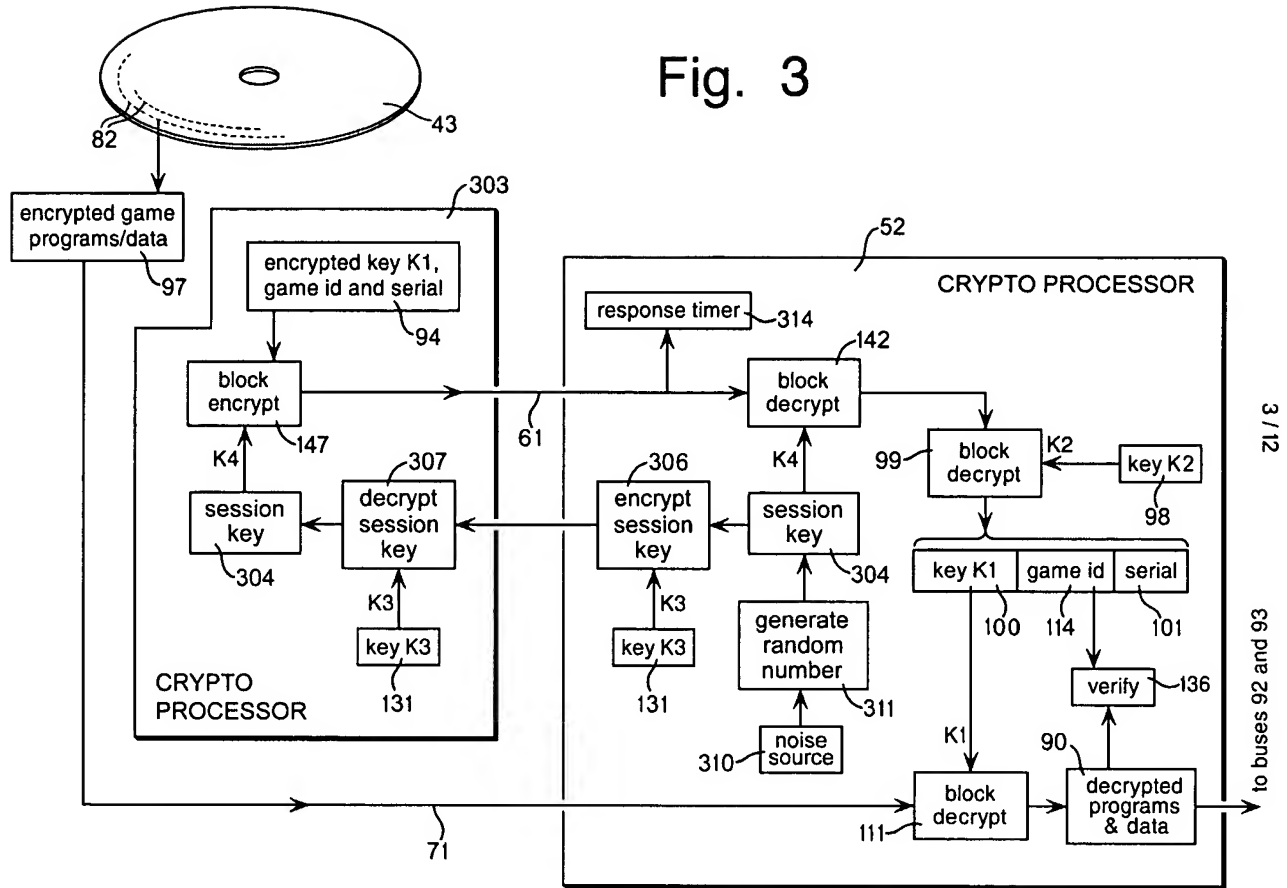 Fig. 3
43
82
encrypted game
programs/data
97
303
encrypted key K1,
game id and serial
94
block
encrypt
147
K4
session
key
304
307
decrypt
session
key
K3
key K3
131
CRYPTO
PROCESSOR
61
71
52
CRYPTO PROCESSOR
response timer
314
142
block
decrypt
K4
306
encrypt
session
key
K3
key K3
131
session
key
304
generate
random
number
311
noise
source
310
99
block
decrypt
K2
key K2
98
key K1
game id
serial
100
114
101
verify
136
K1
block
decrypt
111
90
decrypted
programs
& data
to buses 92 and 93
3 / 12